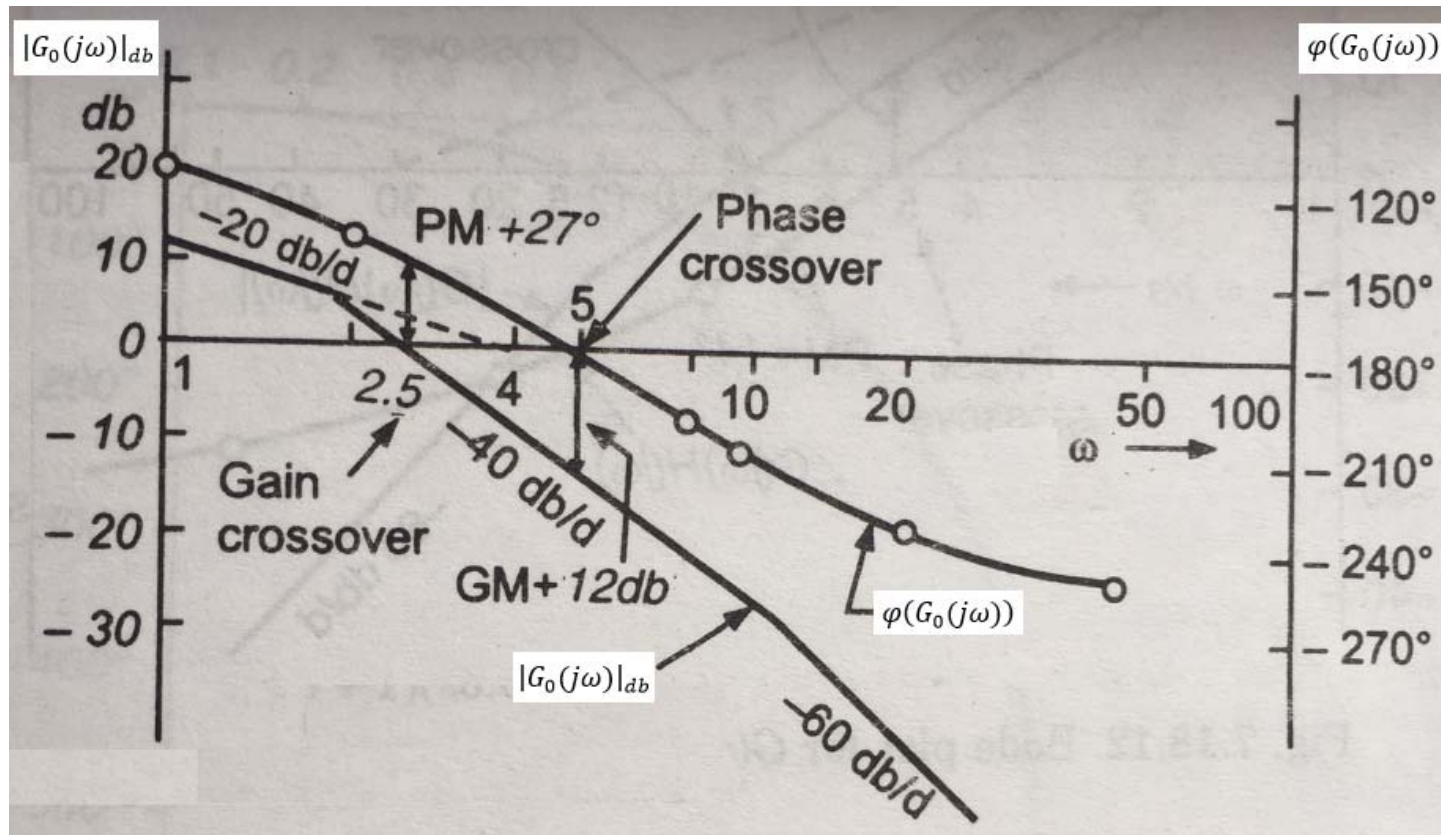 |G₀(jω)|db
φ(G₀(jω))
db
20
10
0
– 10
– 20
– 30
–20 db/d
PM +27°
Phase
crossover
– 120°
– 150°
– 180°
– 210°
– 240°
– 270°
1
2.5
4
5
10
20
50
100
ω
Gain
crossover
–40 db/d
GM+ 12db
φ(G₀(jω))
|G₀(jω)|db
–60 db/d